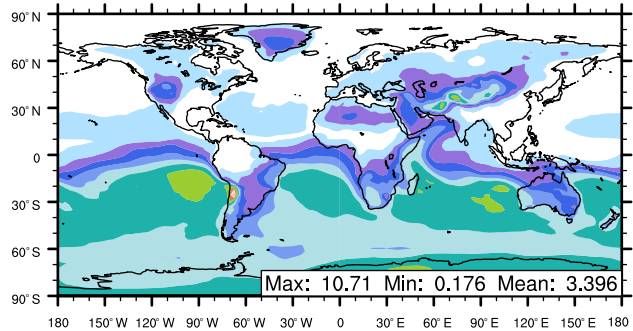 90° N
60° N
30° N
0
30° S
60° S
90° S
Max: 10.71 Min: 0.176 Mean: 3.396
180 150° W 120° W 90° W 60° W 30° W 0 30° E 60° E 90° E 120° E 150° E 180